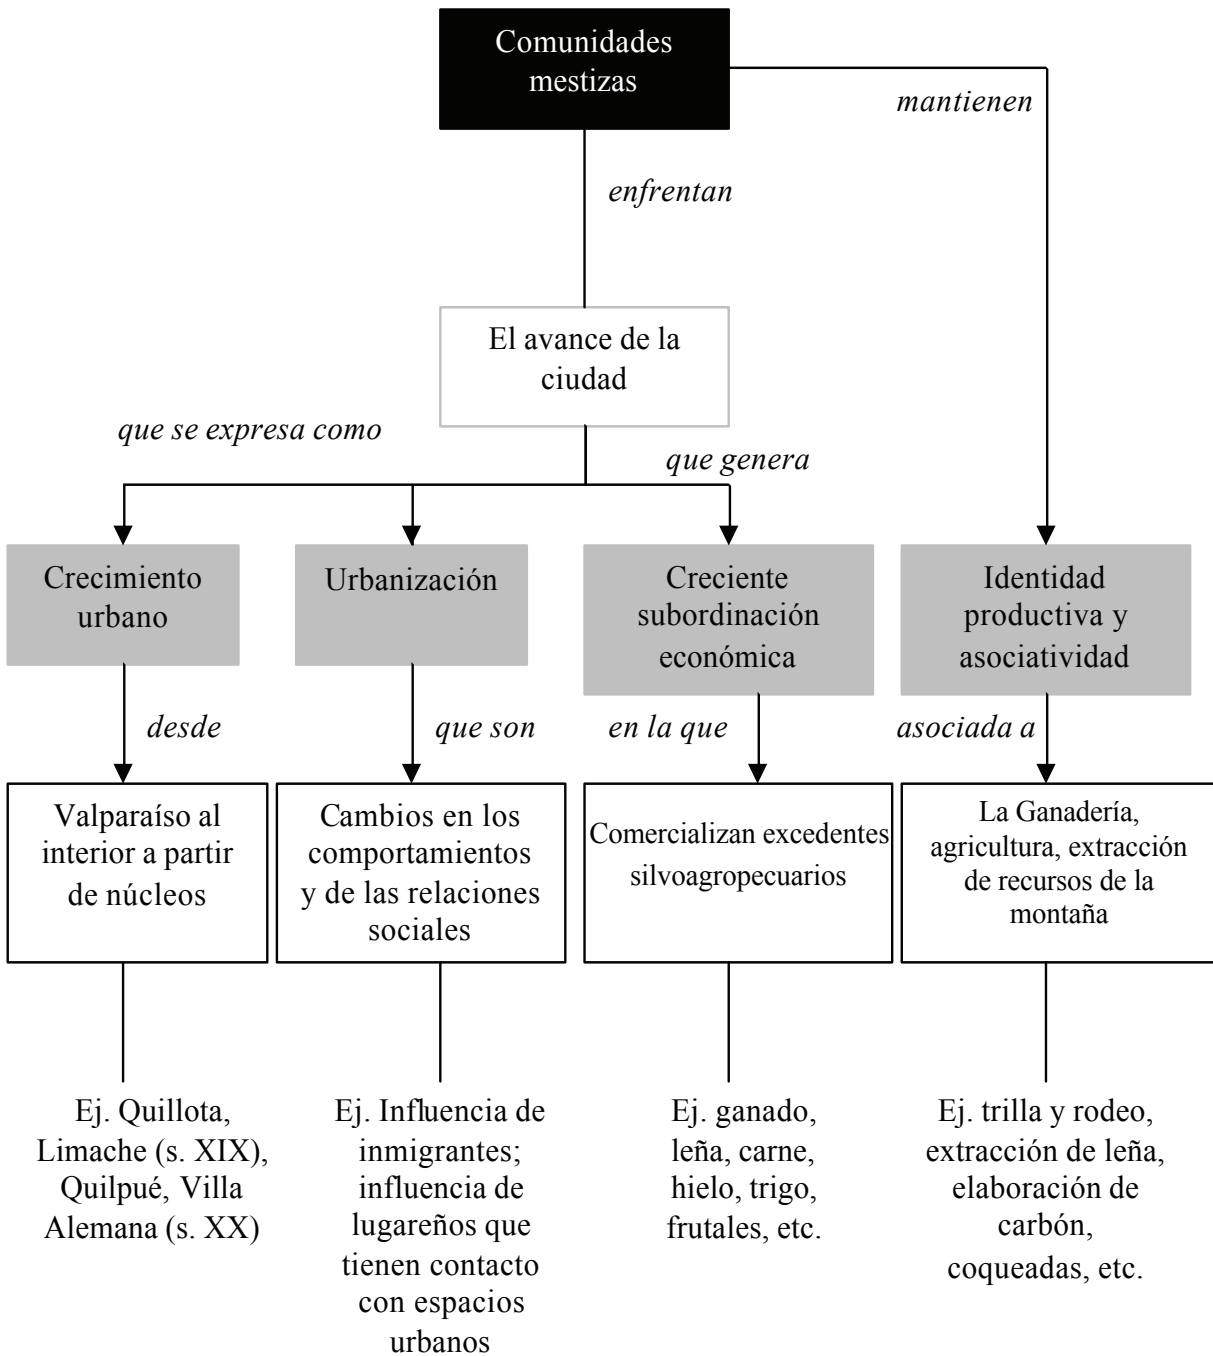 Comunidades
mestizas
mantienen
enfrentan
El avance de la
ciudad
que se expresa como
que genera
Crecimiento
urbano
Urbanización
Creciente
subordinación
económica
Identidad
productiva y
asociatividad
desde
que son
en la que
asociada a
Valparaíso al
interior a partir
de núcleos
Cambios en los
comportamientos
y de las relaciones
sociales
Comercializan excedentes
silvoagropecuarios
La Ganadería,
agricultura, extracción
de recursos de la
montaña
Ej. Quillota,
Limache (s. XIX),
Quilpué, Villa
Alemana (s. XX)
Ej. Influencia de
inmigrantes;
influencia de
lugareños que
tienen contacto
con espacios
urbanos
Ej. ganado,
leña, carne,
hielo, trigo,
frutales, etc.
Ej. trilla y rodeo,
extracción de leña,
elaboración de
carbón,
coqueadas, etc.